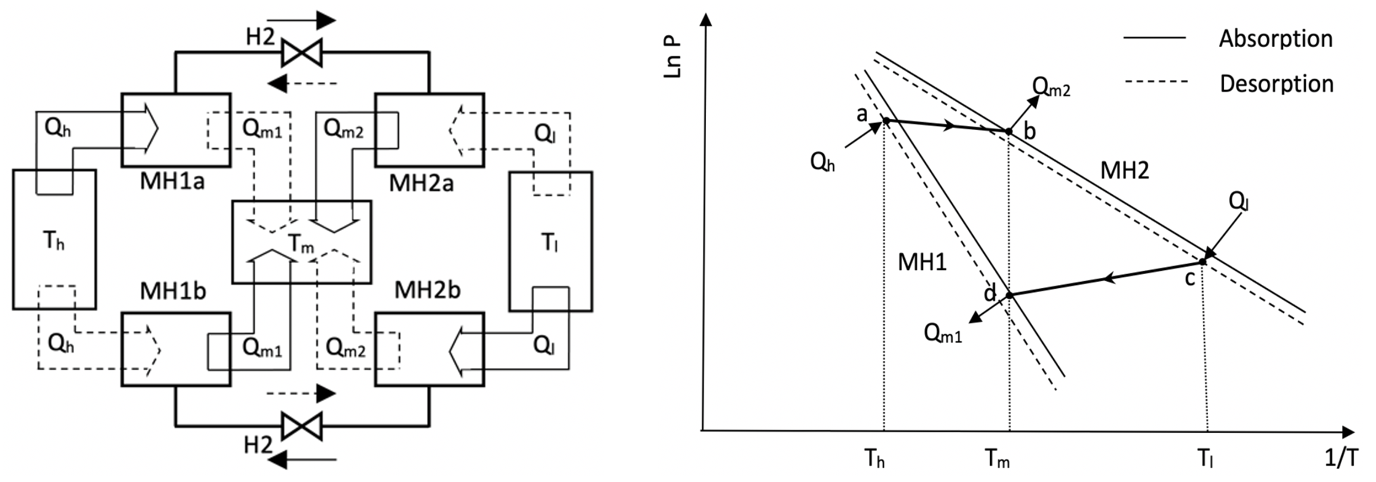 H2
Qh
Qm1
Qm2
Ql
MH1a
MH2a
Th
Tm
Tl
MH1b
MH2b
Qh
Qm1
Qm2
Ql
H2
Ln P
Absorption
Desorption
Qm2
a
b
Qh
MH2
Ql
MH1
c
d
Qm1
Th
Tm
Tl
1/T